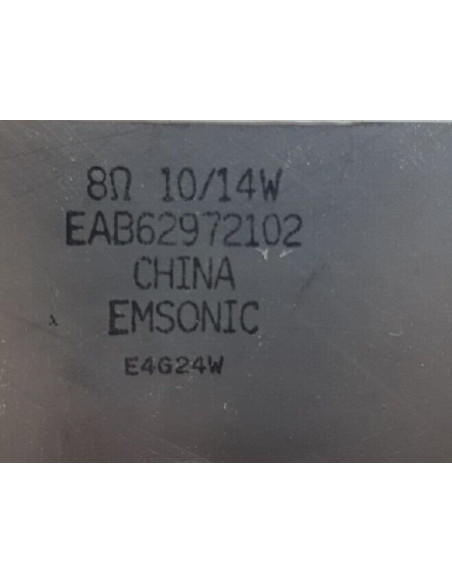 8Ω 10/14W
EAB62972102
CHINA
EMSONIC
E4G24W